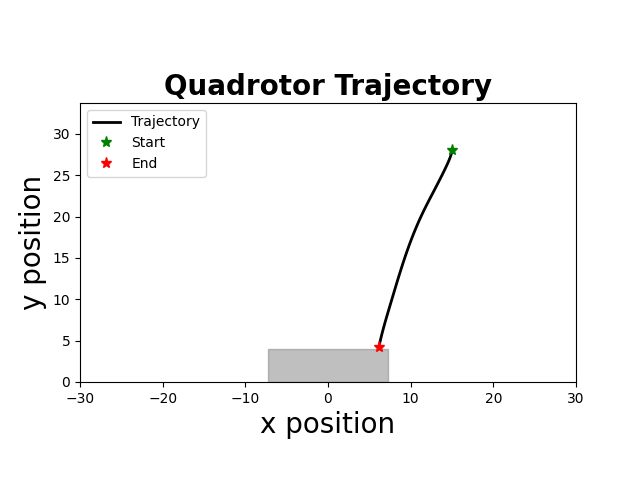 Quadrotor Trajectory
Trajectory
Start
End
y position
30
25
20
15
10
5
0
−30
−20
−10
0
10
20
30
x position